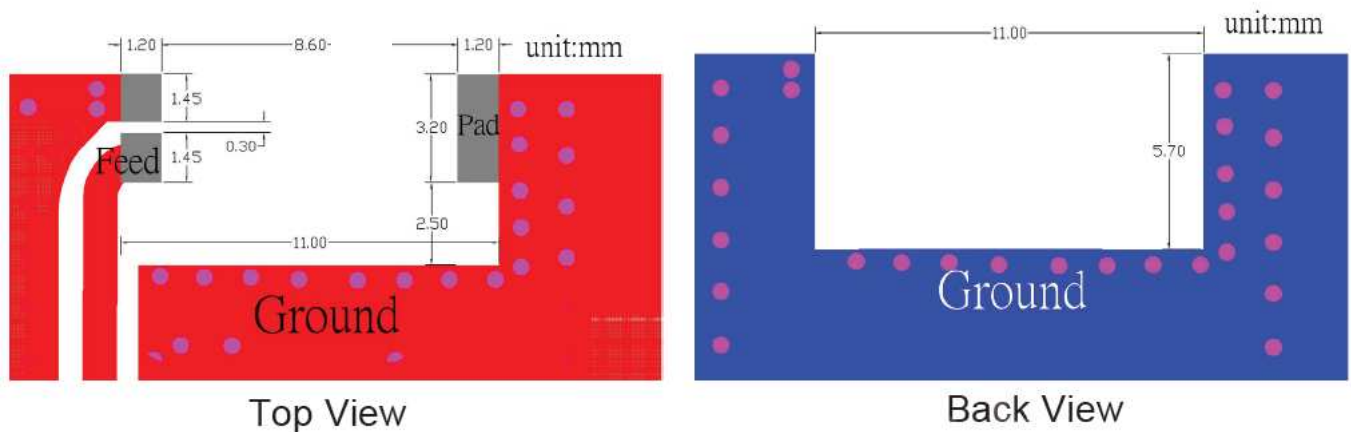 1.20
8.60
1.20
unit:mm
1.45
Feed
1.45
0.30
3.20
Pad
2.50
11.00
Ground
Top View
11.00
unit:mm
5.70
Ground
Back View